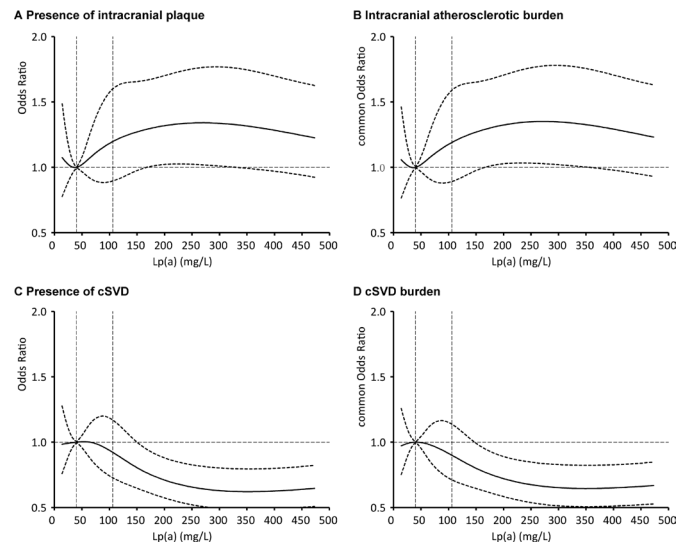 A Presence of intracranial plaque
B Intracranial atherosclerotic burden
2.0
1.5
1.0
0.5
Odds Ratio
0 50 100 150 200 250 300 350 400 450 500
Lp(a) (mg/L)
2.0
1.5
1.0
0.5
common Odds Ratio
0 50 100 150 200 250 300 350 400 450 500
Lp(a) (mg/L)
C Presence of cSVD
D cSVD burden
2.0
1.5
1.0
0.5
Odds Ratio
0 50 100 150 200 250 300 350 400 450 500
Lp(a) (mg/L)
2.0
1.5
1.0
0.5
common Odds Ratio
0 50 100 150 200 250 300 350 400 450 500
Lp(a) (mg/L)